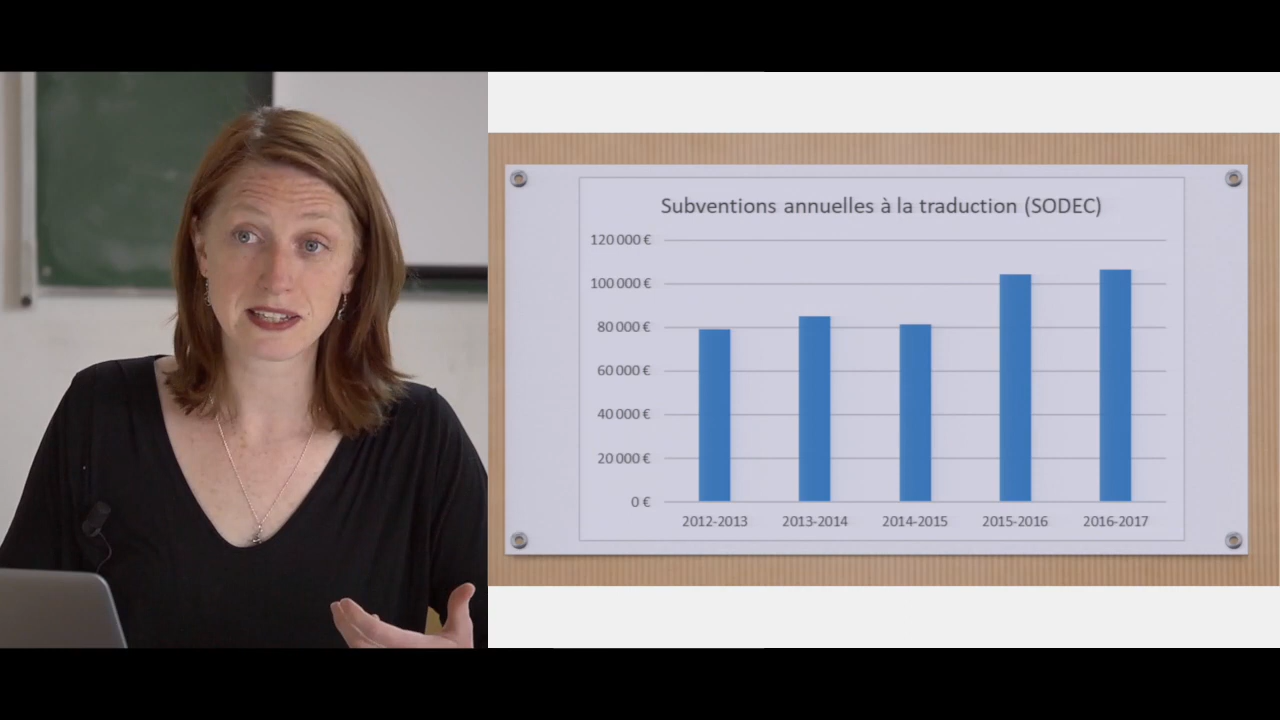 Subventions annuelles à la traduction (SODEC)
120 000 €
100 000 €
80 000 €
60 000 €
40 000 €
20 000 €
0 €
2012-2013 2013-2014 2014-2015 2015-2016 2016-2017